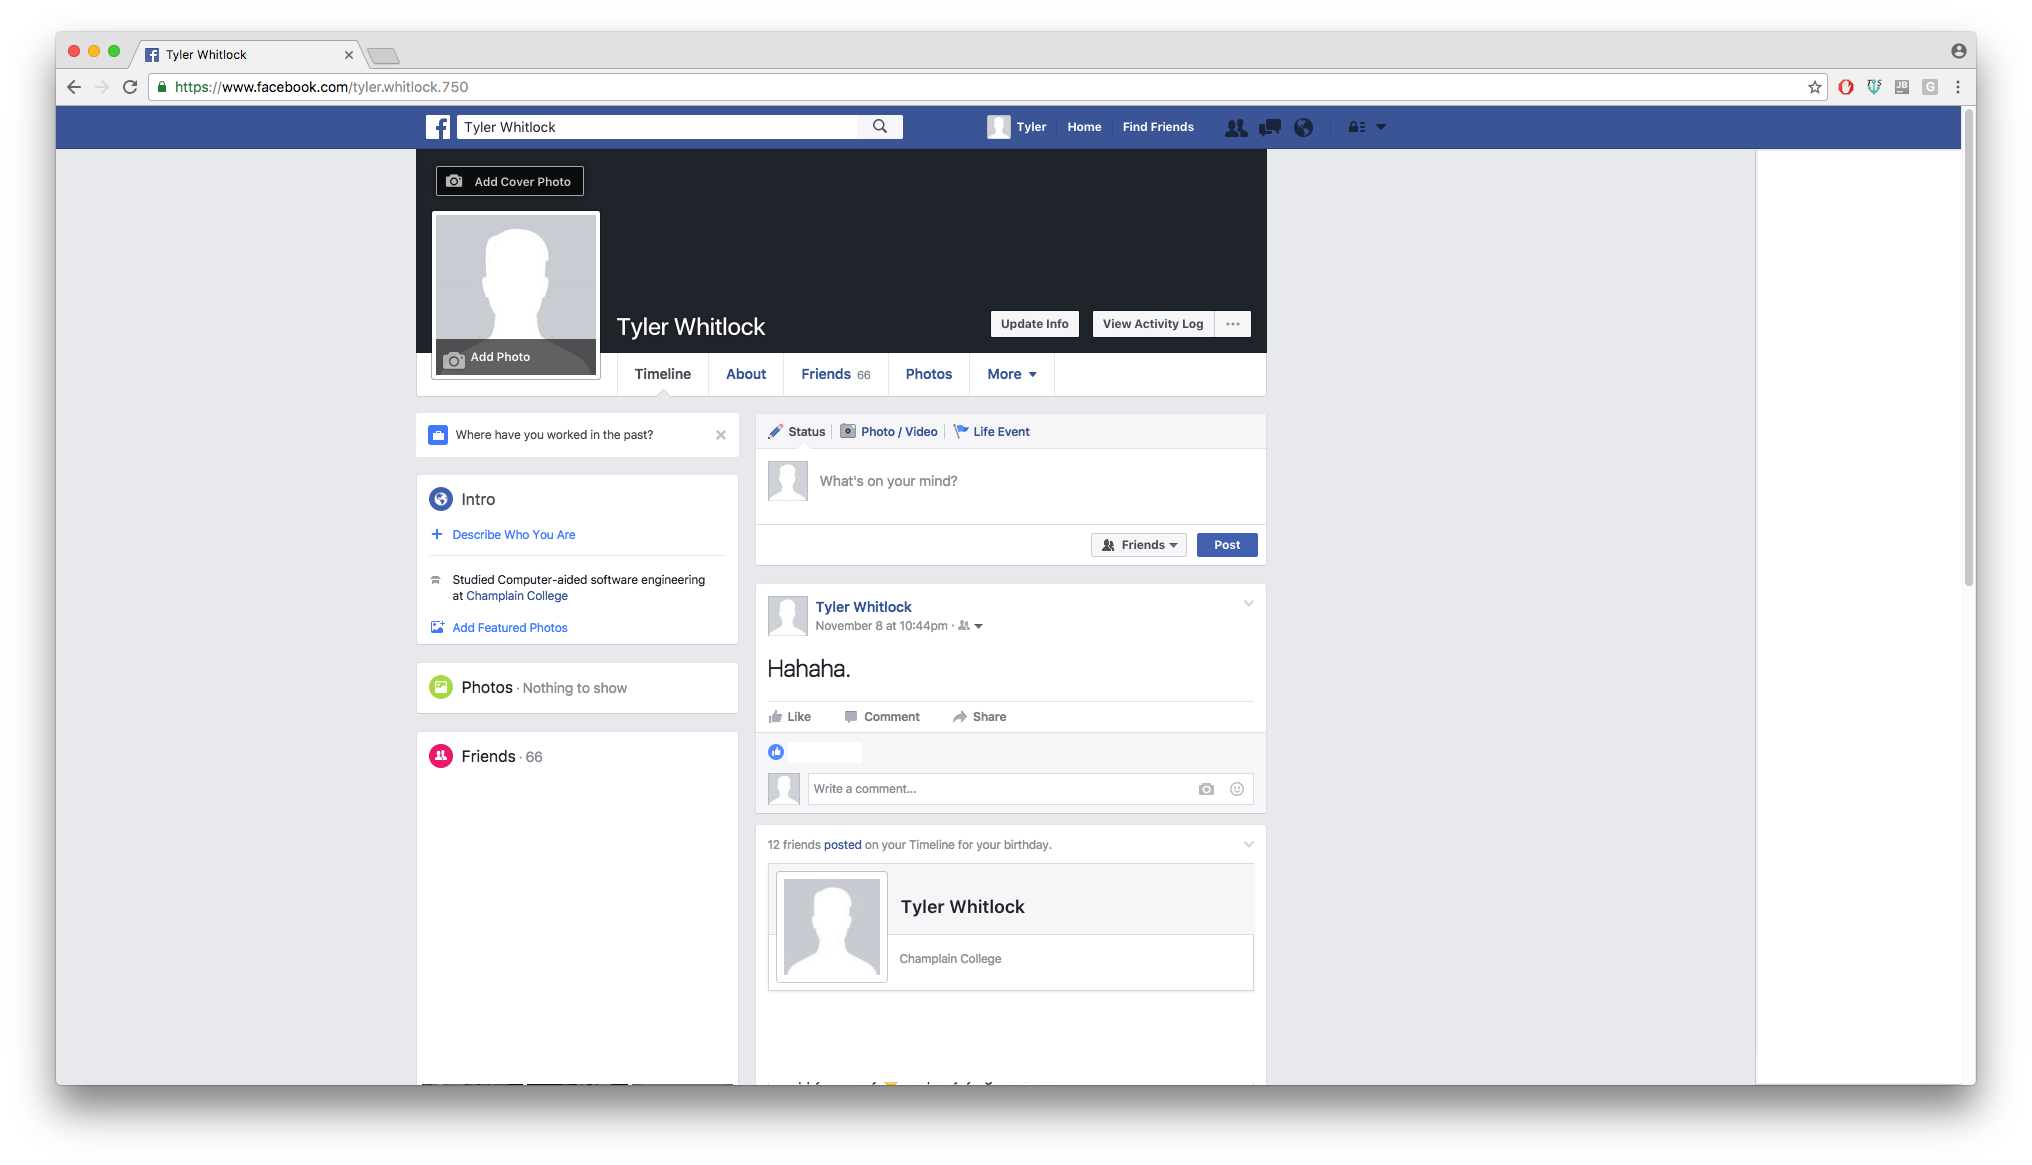 Tyler Whitlock
https://www.facebook.com/tyler.whitlock.750
Tyler Whitlock
Tyler
Home
Find Friends
Add Cover Photo
Add Photo
Tyler Whitlock
Update Info
View Activity Log
Timeline
About
Friends 66
Photos
More
Where have you worked in the past?
Intro
Describe Who You Are
Studied Computer-aided software engineering
at Champlain College
Add Featured Photos
Photos · Nothing to show
Friends · 66
Status
Photo / Video
Life Event
What's on your mind?
Friends
Post
Tyler Whitlock
November 8 at 10:44pm ·
Hahaha.
Like
Comment
Share
Write a comment...
12 friends posted on your Timeline for your birthday.
Tyler Whitlock
Champlain College